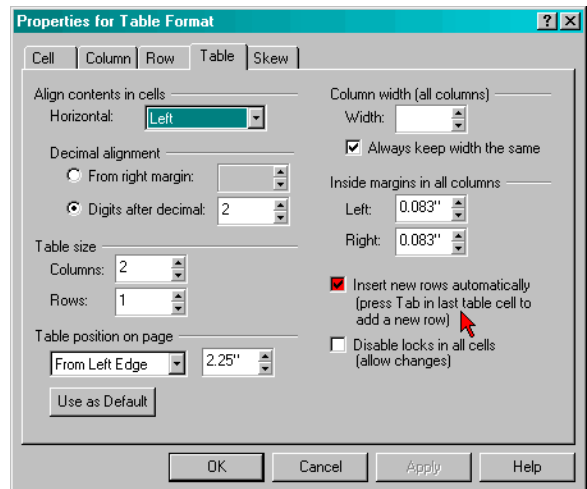 Properties for Table Format
Cell Column Row Table Skew
Align contents in cells
Horizontal: Left
Decimal alignment
From right margin:
Digits after decimal: 2
Table size
Columns: 2
Rows: 1
Table position on page
From Left Edge 2.25"
Use as Default
Column width (all columns)
Width:
Always keep width the same
Inside margins in all columns
Left: 0.083"
Right: 0.083"
Insert new rows automatically
(press Tab in last table cell to
add a new row)
Disable locks in all cells
(allow changes)
OK Cancel Apply Help